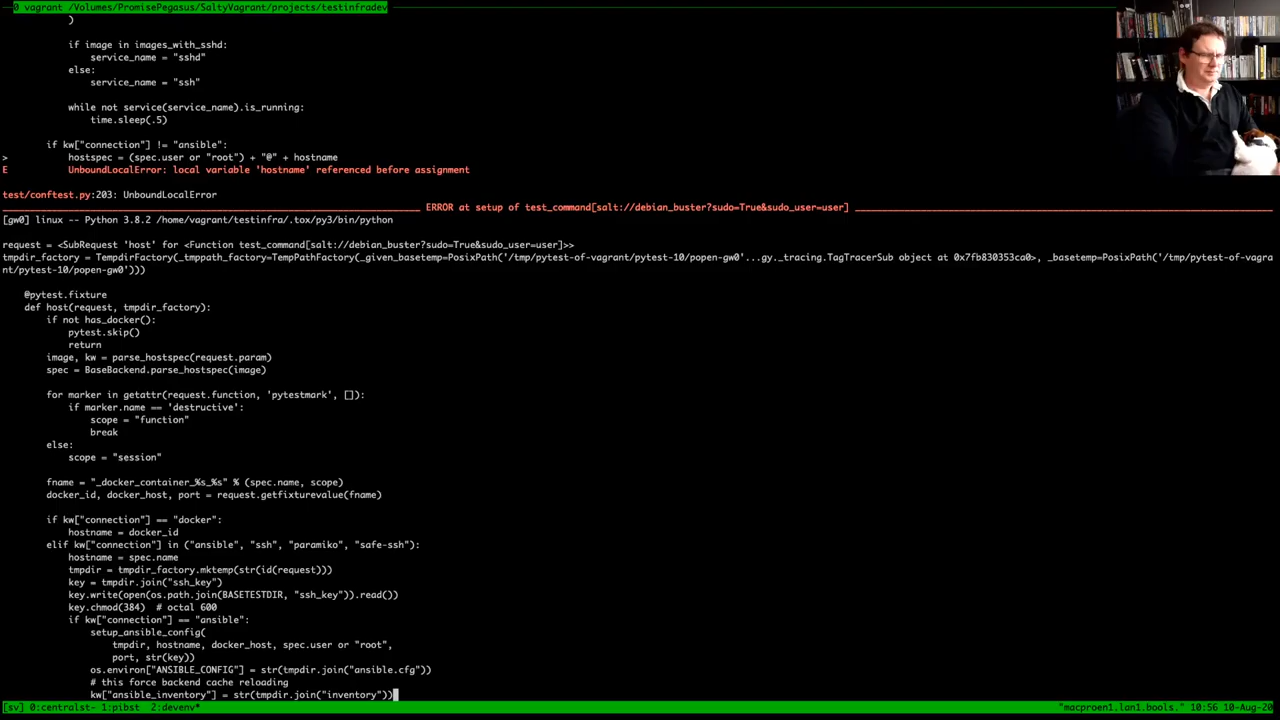 0 vagrant /Volumes/PromisePegasus/SaltyVagrant/projects/testinfradev
)
if image in images_with_sshd:
service_name = "sshd"
else:
service_name = "ssh"
while not service(service_name).is_running:
time.sleep(.5)
if kw["connection"] != "ansible":
> hostspec = (spec.user or "root") + "@" + hostname
E UnboundLocalError: local variable 'hostname' referenced before assignment
test/conftest.py:203: UnboundLocalError
ERROR at setup of test_command[salt://debian_buster?sudo=True&sudo_user=user]
[gw0] linux -- Python 3.8.2 /home/vagrant/testinfra/.tox/py3/bin/python
request = <SubRequest 'host' for <Function test_command[salt://debian_buster?sudo=True&sudo_user=user]>>
tmpdir_factory = TempdirFactory(_tmppath_factory=TempPathFactory(_given_basetemp=PosixPath('/tmp/pytest-of-vagrant/pytest-10/popen-gw0'...gy._tracing.TagTracerSub object at 0x7fb830353ca0>, _basetemp=PosixPath('/tmp/pytest-of-vagra
nt/pytest-10/popen-gw0')))
@pytest.fixture
def host(request, tmpdir_factory):
if not has_docker():
pytest.skip()
return
image, kw = parse_hostspec(request.param)
spec = BaseBackend.parse_hostspec(image)
for marker in getattr(request.function, 'pytestmark', []):
if marker.name == 'destructive':
scope = "function"
break
else:
scope = "session"
fname = "_docker_container_%s_%s" % (spec.name, scope)
docker_id, docker_host, port = request.getfixturevalue(fname)
if kw["connection"] == "docker":
hostname = docker_id
elif kw["connection"] in ("ansible", "ssh", "paramiko", "safe-ssh"):
hostname = spec.name
tmpdir = tmpdir_factory.mktemp(str(id(request)))
key = tmpdir.join("ssh_key")
key.write(open(os.path.join(BASETESTDIR, "ssh_key")).read())
key.chmod(384) # octal 600
if kw["connection"] == "ansible":
setup_ansible_config(
tmpdir, hostname, docker_host, spec.user or "root",
port, str(key))
os.environ["ANSIBLE_CONFIG"] = str(tmpdir.join("ansible.cfg"))
# this force backend cache reloading
kw["ansible_inventory"] = str(tmpdir.join("inventory"))
[sv] 0:centralst- 1:pibst 2:devenv* "macproen1.lan1.bools." 10:56 10-Aug-20